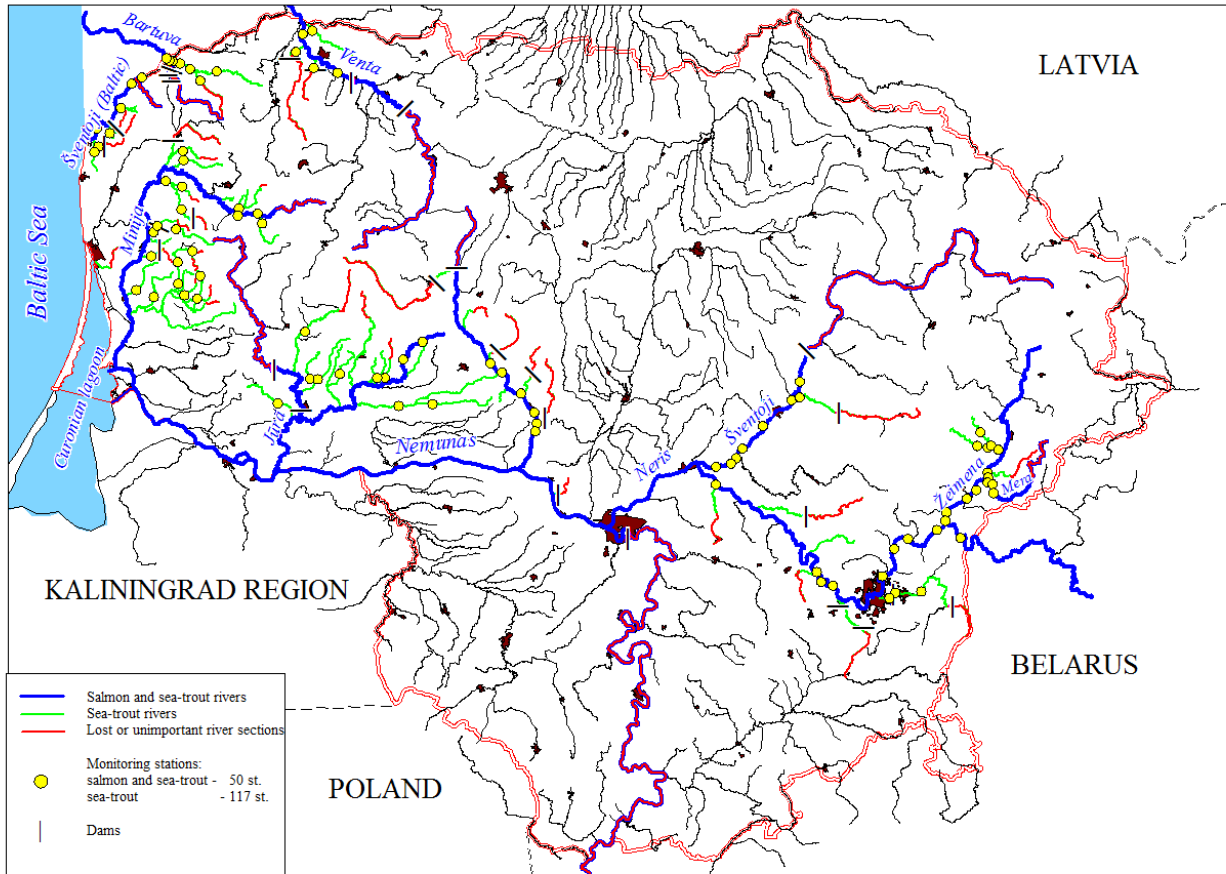 Bartuva
Venta
LATVIA
Šventoji (Baltic)
Minija
Baltic Sea
Curonian lagoon
Jūra
Nemunas
Neris
Šventoji
Žeimena
Mera
KALININGRAD REGION
BELARUS
POLAND
Salmon and sea-trout rivers
Sea-trout rivers
Lost or unimportant river sections
Monitoring stations:
salmon and sea-trout - 50 st.
sea-trout - 117 st.
Dams